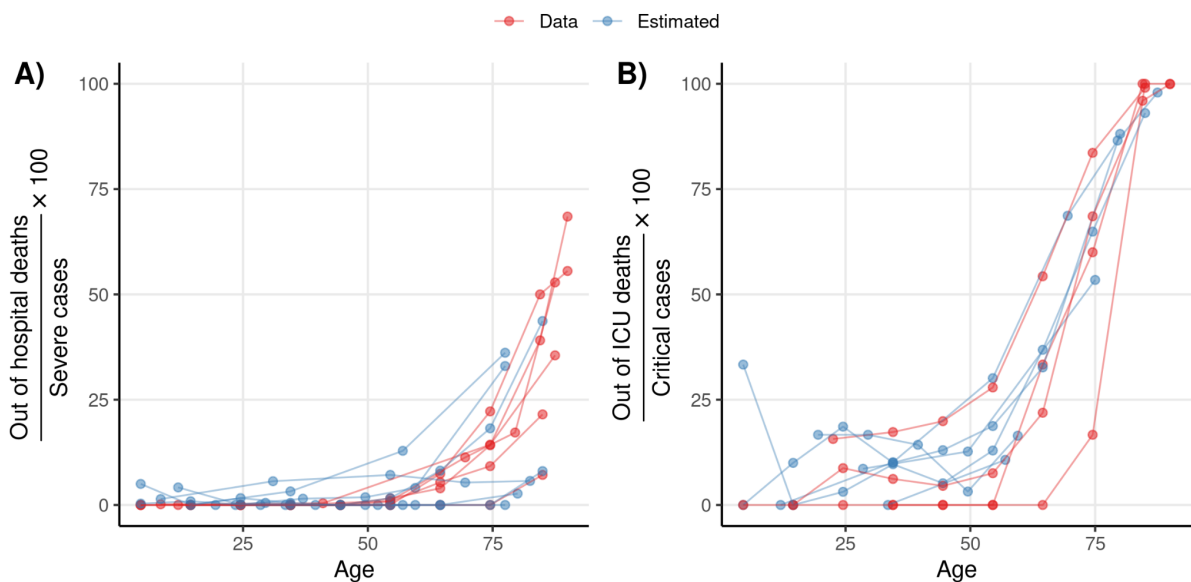 Data Estimated
A)
Out of hospital deaths
Severe cases
× 100
100
75
50
25
0
25 50 75
Age
B)
Out of ICU deaths
Critical cases
× 100
100
75
50
25
0
25 50 75
Age